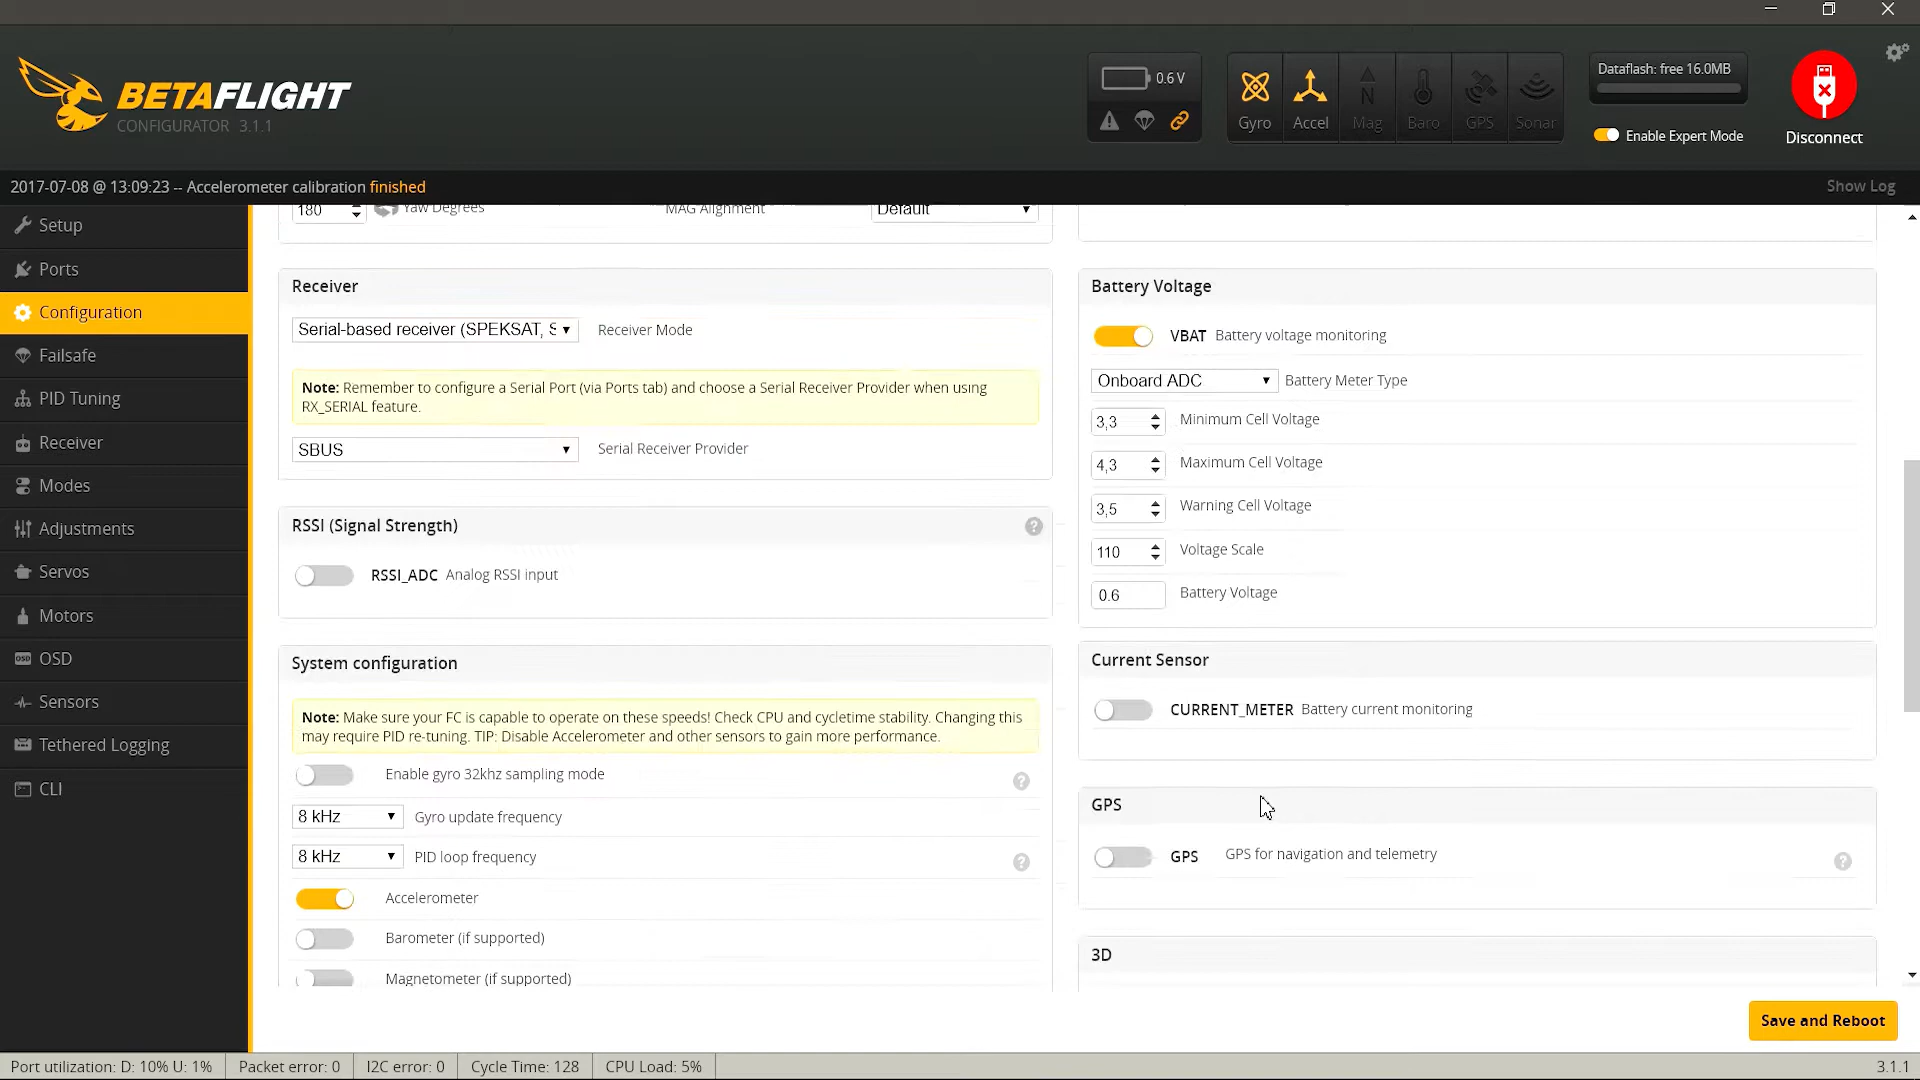 BETAFLIGHT
CONFIGURATOR 3.1.1
0.6 V
Gyro
Accel
Mag
Baro
GPS
Sonar
Dataflash: free 16.0MB
Enable Expert Mode
Disconnect
2017-07-08 @ 13:09:23 -- Accelerometer calibration finished
Show Log
Setup
Ports
Configuration
Failsafe
PID Tuning
Receiver
Modes
Adjustments
Servos
Motors
OSD
Sensors
Tethered Logging
CLI
180 Yaw Degrees
MAG Alignment Default
Receiver
Serial-based receiver (SPEKSAT, S Receiver Mode
Note: Remember to configure a Serial Port (via Ports tab) and choose a Serial Receiver Provider when using
RX_SERIAL feature.
SBUS Serial Receiver Provider
RSSI (Signal Strength)
RSSI_ADC Analog RSSI input
System configuration
Note: Make sure your FC is capable to operate on these speeds! Check CPU and cycletime stability. Changing this
may require PID re-tuning. TIP: Disable Accelerometer and other sensors to gain more performance.
Enable gyro 32khz sampling mode
8 kHz Gyro update frequency
8 kHz PID loop frequency
Accelerometer
Barometer (if supported)
Magnetometer (if supported)
Battery Voltage
VBAT Battery voltage monitoring
Onboard ADC Battery Meter Type
3,3 Minimum Cell Voltage
4,3 Maximum Cell Voltage
3,5 Warning Cell Voltage
110 Voltage Scale
0.6 Battery Voltage
Current Sensor
CURRENT_METER Battery current monitoring
GPS
GPS GPS for navigation and telemetry
3D
Save and Reboot
Port utilization: D: 10% U: 1% Packet error: 0 I2C error: 0 Cycle Time: 128 CPU Load: 5% 3.1.1